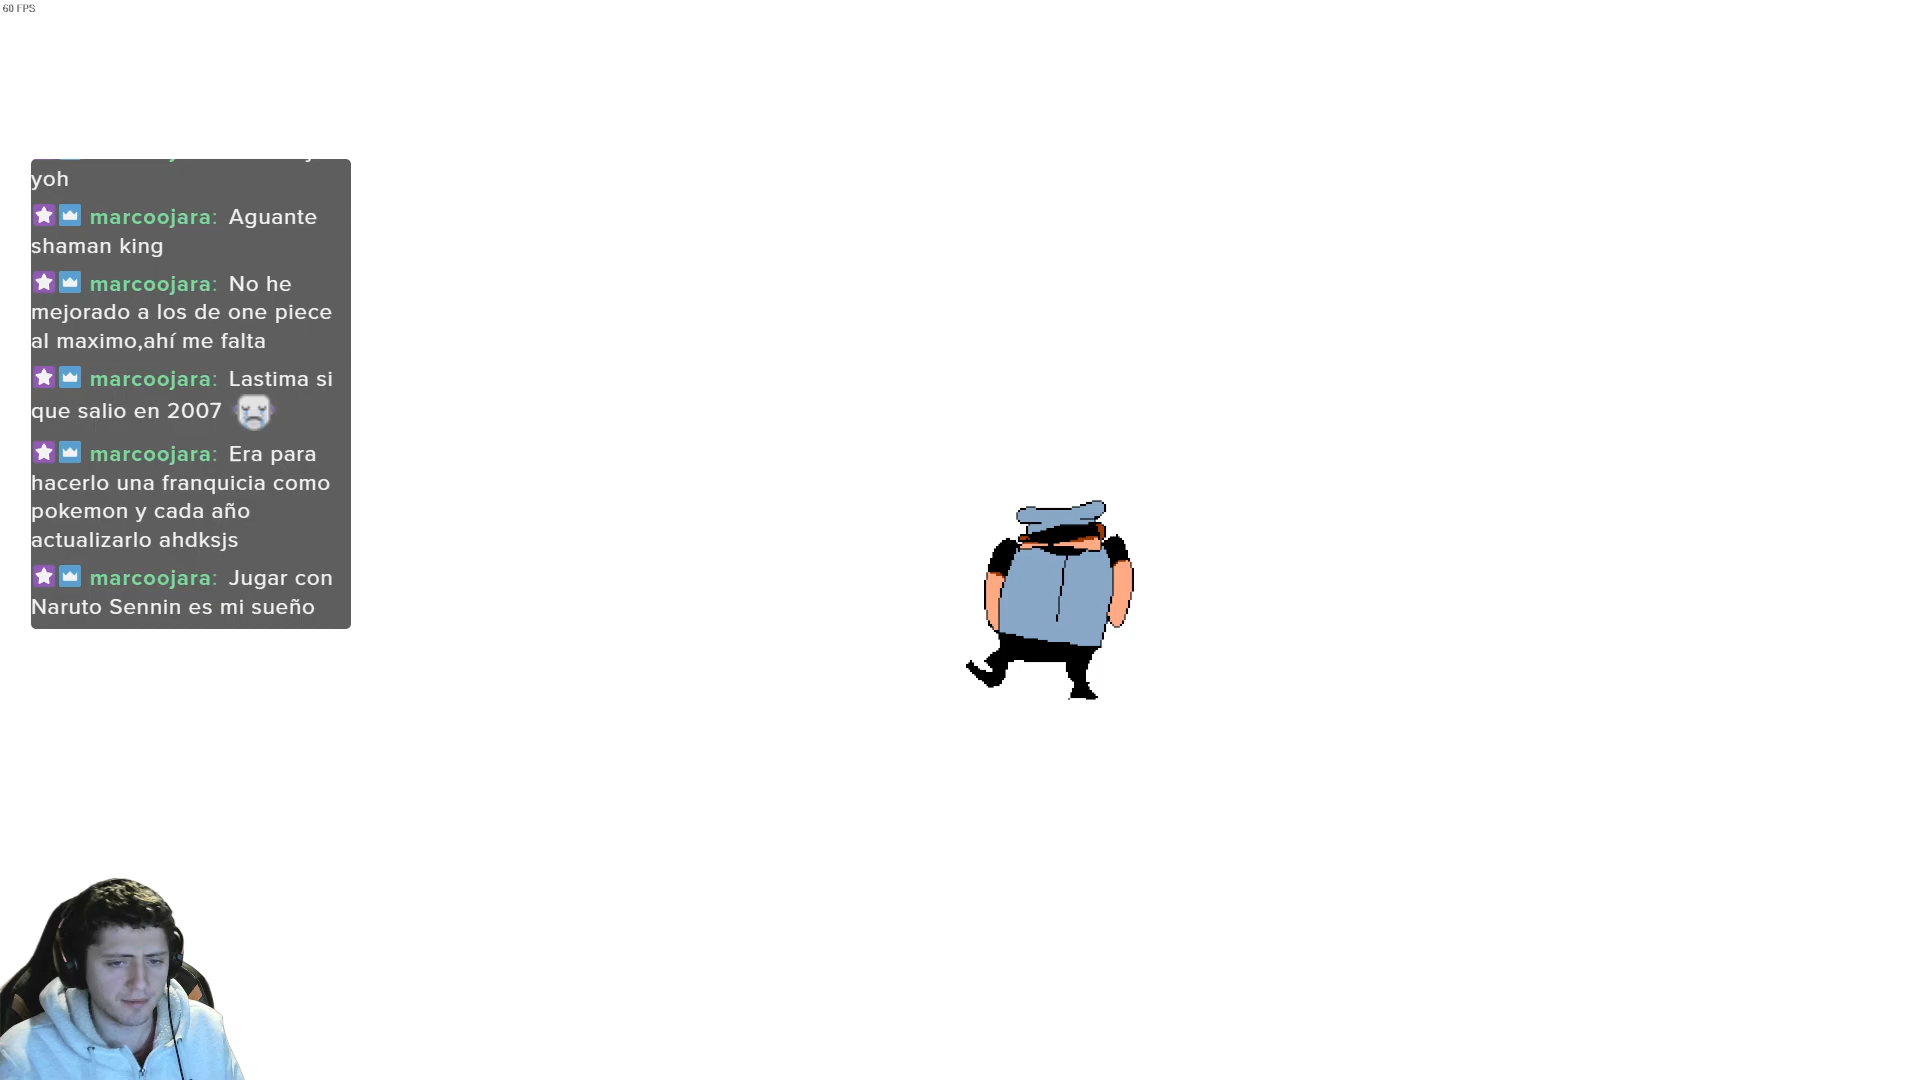 60 FPS
yoh
marcoojara: Aguante
shaman king
marcoojara: No he
mejorado a los de one piece
al maximo,ahí me falta
marcoojara: Lastima si
que salio en 2007
marcoojara: Era para
hacerlo una franquicia como
pokemon y cada año
actualizarlo ahdksjs
marcoojara: Jugar con
Naruto Sennin es mi sueño